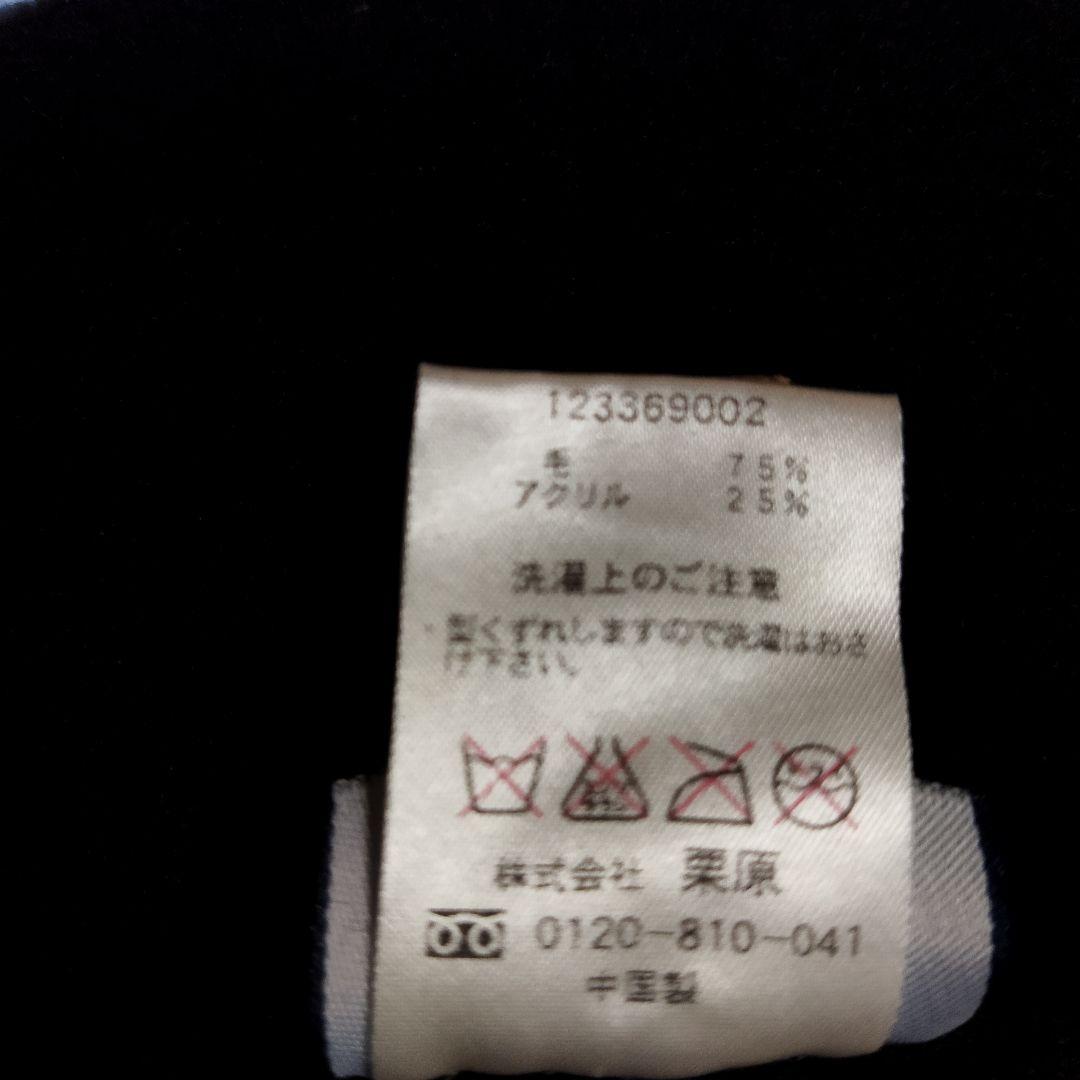 123369002
毛 75%
アクリル 25%
洗濯上のご注意
・型くずれしますので洗濯はおさ
け下さい。
株式会社 栗原
0120-810-041
中国製